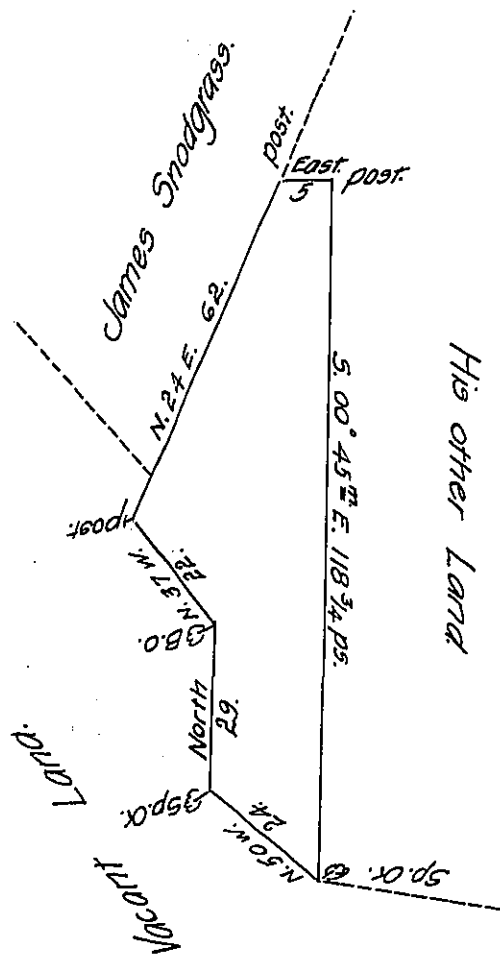 James Snodgrass.
post.
East.
5
post.
N. 24 E. 62.
S. 00° 45m E. 118 3/4 ps.
His other Land
post.
N. 37 W.
22.
B.O.
North
29.
Sp.O.
N. 50 W.
24.
Sp.O.
Vacant Land.